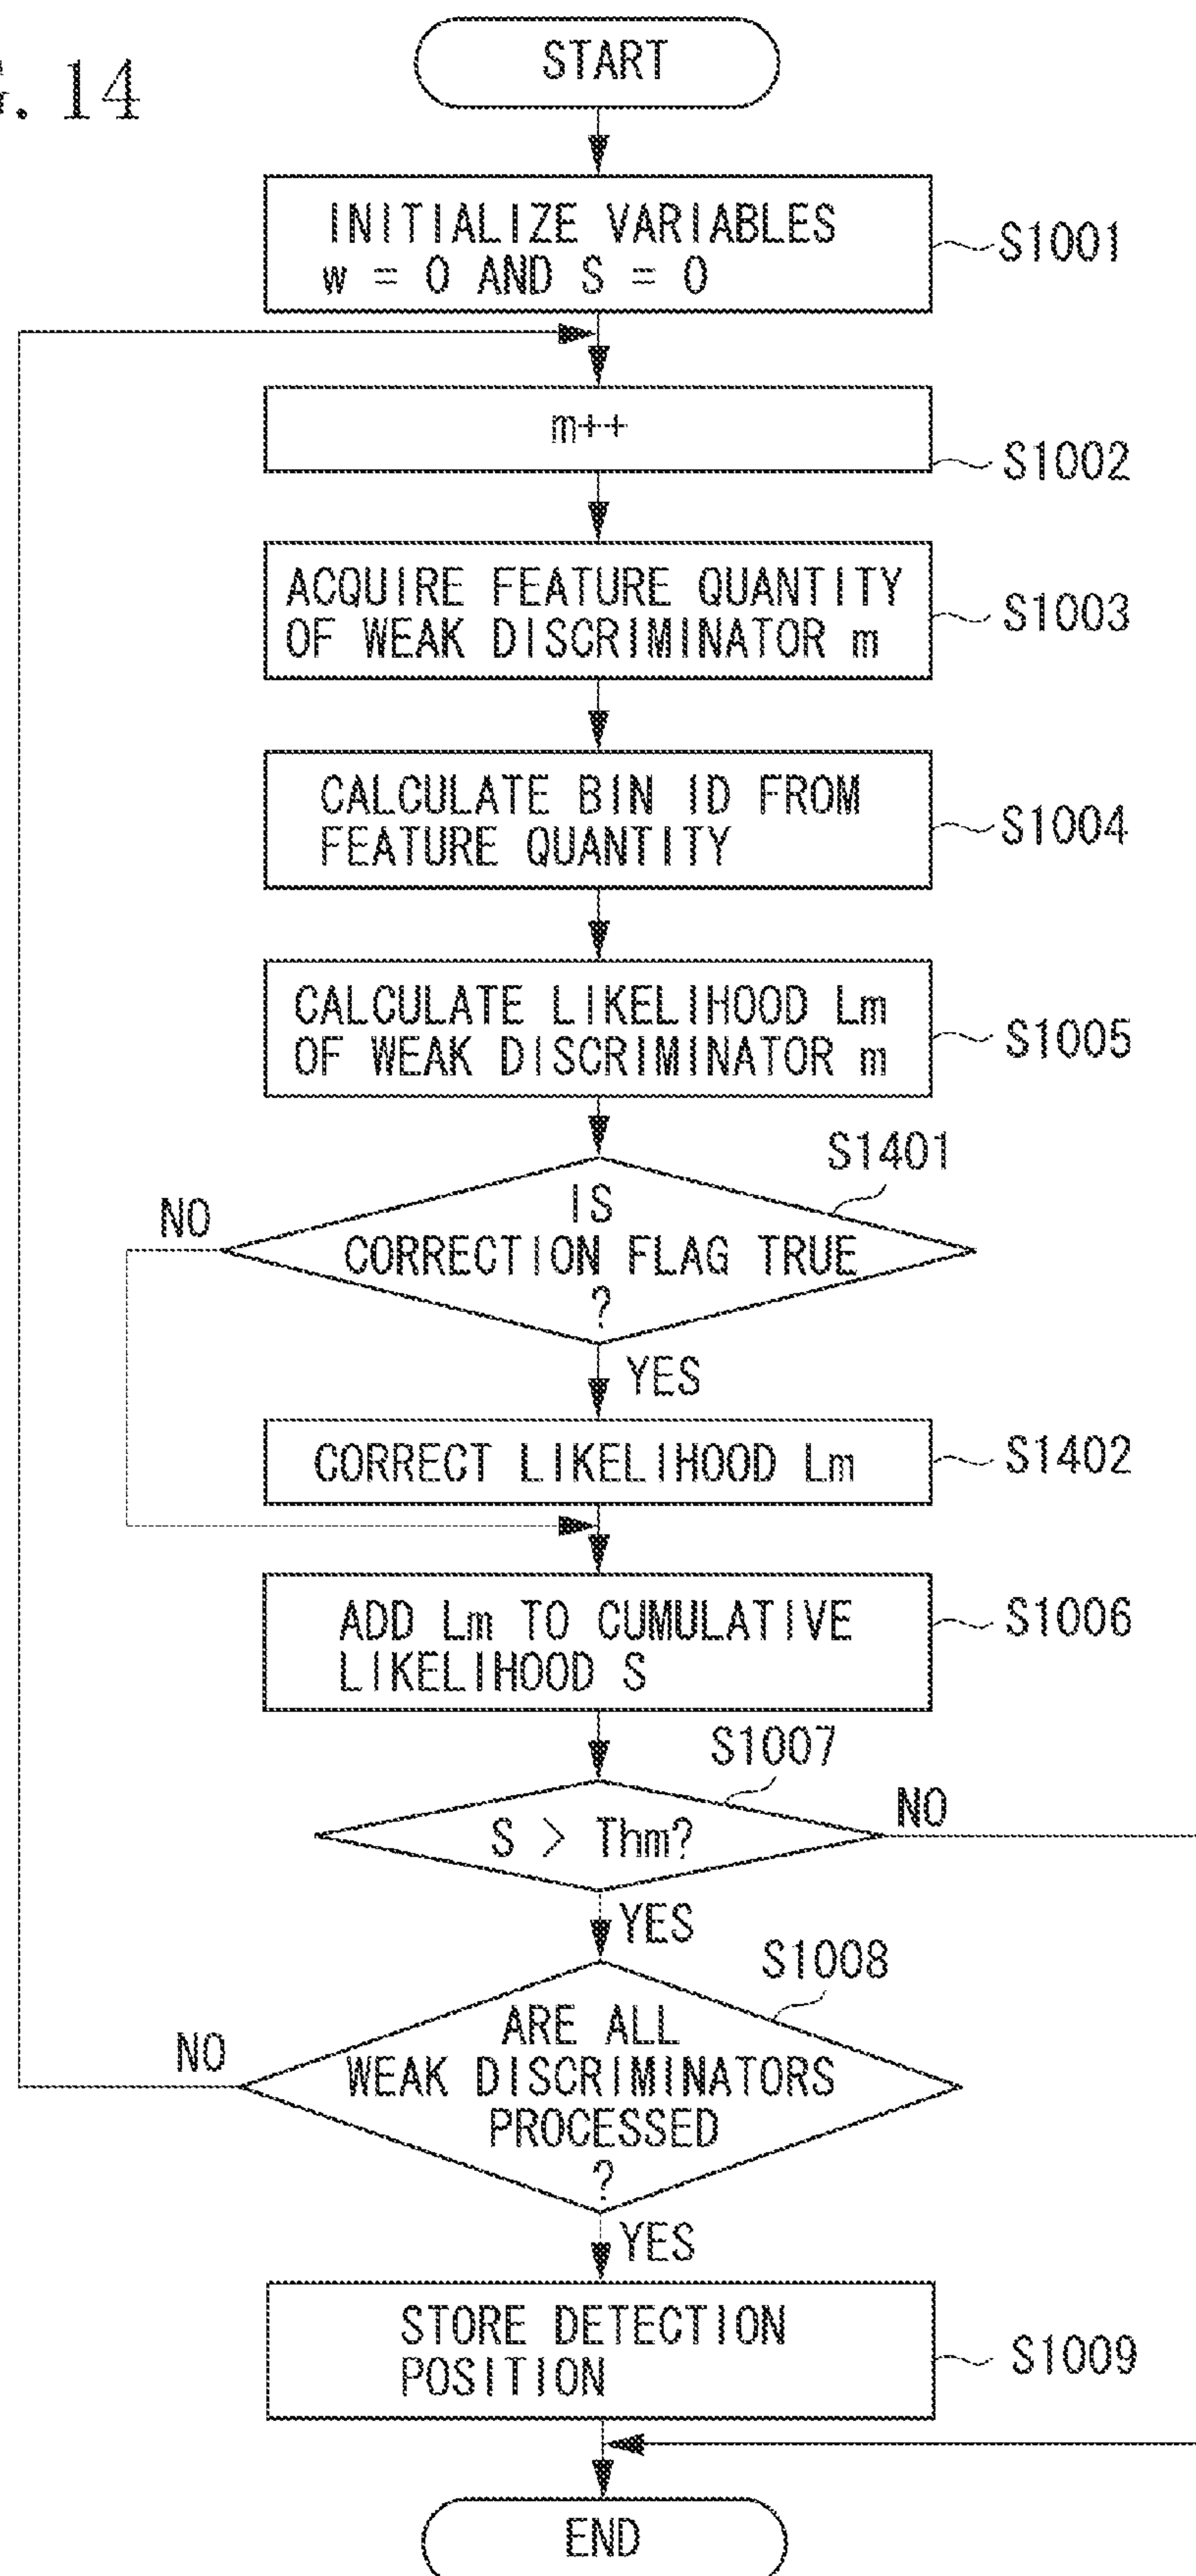 . 14
START
INITIALIZE VARIABLES
w = 0 AND S = 0
S1001
m++
S1002
ACQUIRE FEATURE QUANTITY
OF WEAK DISCRIMINATOR m
S1003
CALCULATE BIN ID FROM
FEATURE QUANTITY
S1004
CALCULATE LIKELIHOOD Lm
OF WEAK DISCRIMINATOR m
S1005
S1401
NO
IS
CORRECTION FLAG TRUE
?
YES
CORRECT LIKELIHOOD Lm
S1402
ADD Lm TO CUMULATIVE
LIKELIHOOD S
S1006
S1007
S > Thm?
NO
YES
S1008
NO
ARE ALL
WEAK DISCRIMINATORS
PROCESSED
?
YES
STORE DETECTION
POSITION
S1009
END